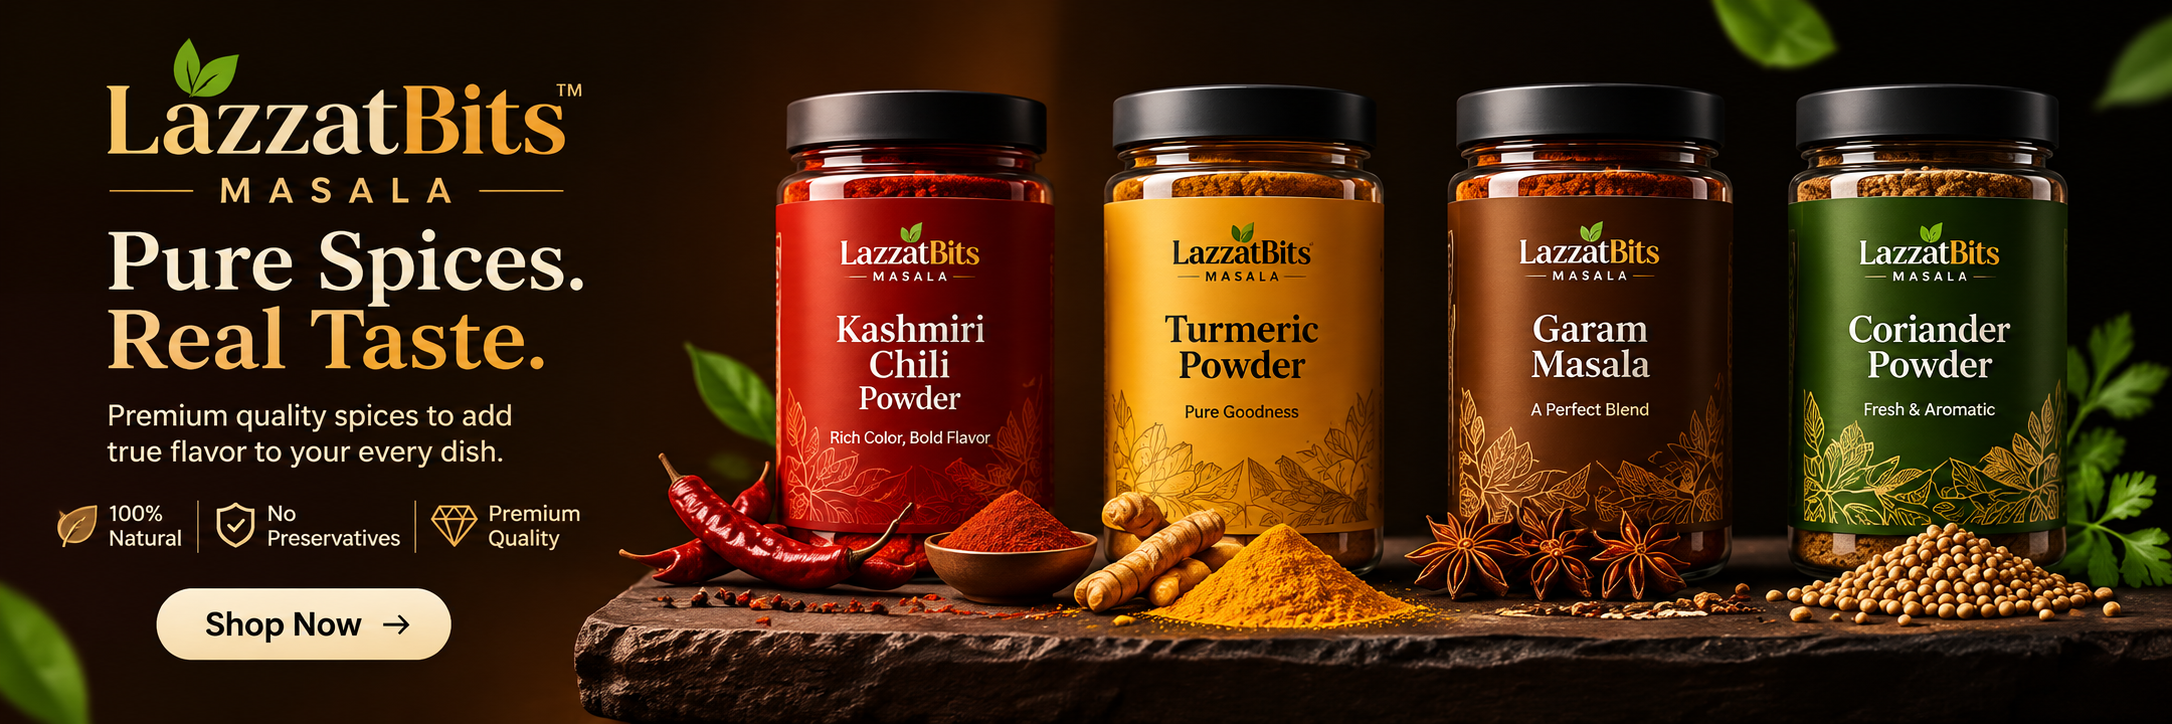 LazzatBits™
MASALA
Pure Spices.
Real Taste.
Premium quality spices to add
true flavor to your every dish.
100%
Natural
No
Preservatives
Premium
Quality
Shop Now →
LazzatBits
MASALA
Kashmiri
Chili
Powder
Rich Color, Bold Flavor
LazzatBits
MASALA
Turmeric
Powder
Pure Goodness
LazzatBits
MASALA
Garam
Masala
A Perfect Blend
LazzatBits
MASALA
Coriander
Powder
Fresh & Aromatic